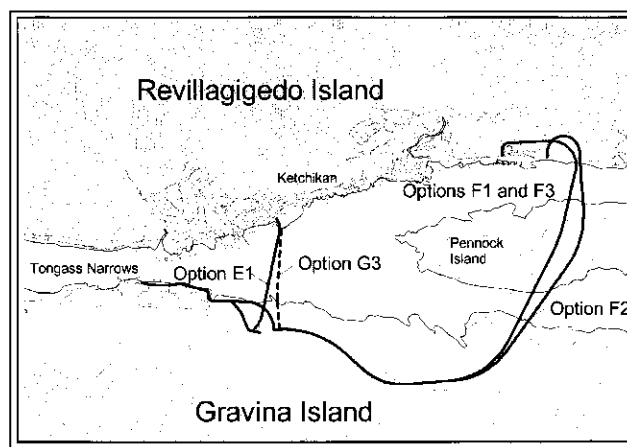 Revillagigedo Island
Ketchikan
Options F1 and F3
Pennock
Island
Tongass Narrows
Option E1
Option G3
Option F2
Gravina Island